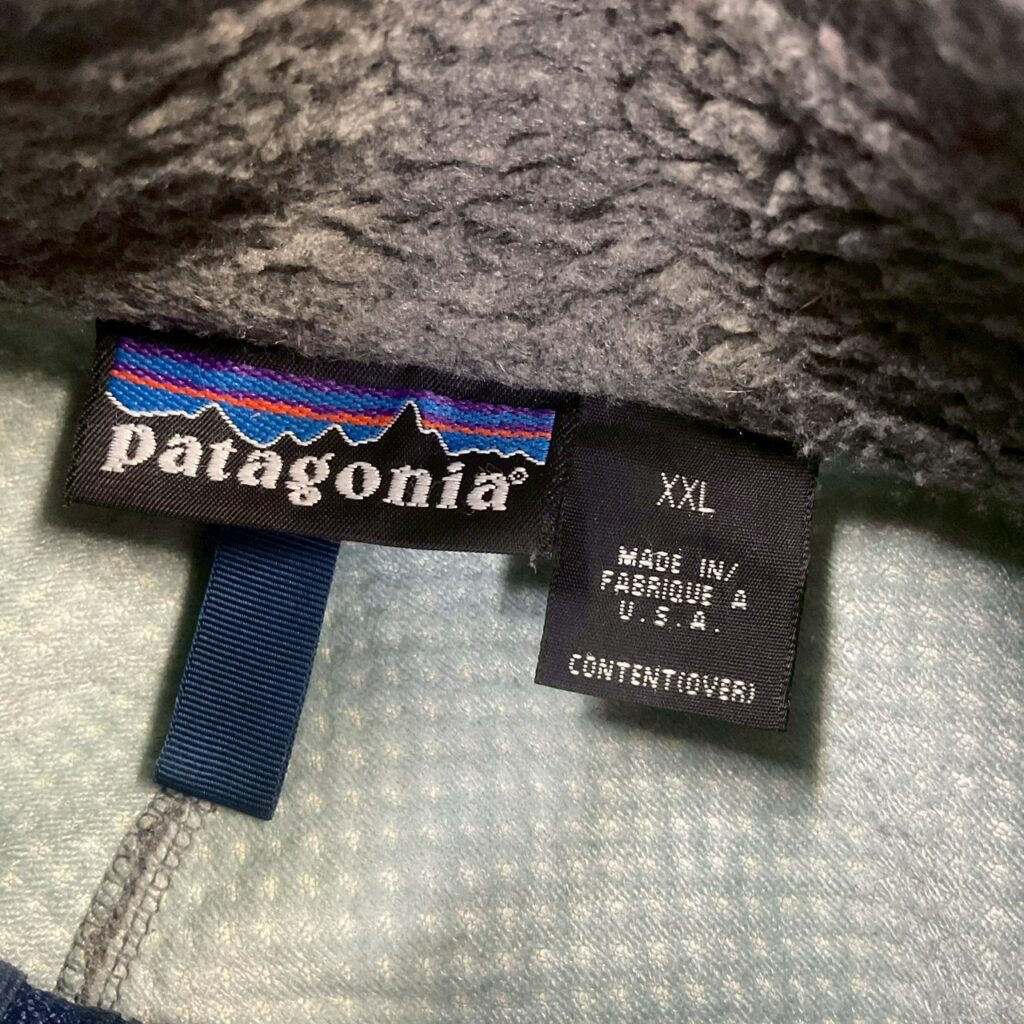 patagonia®
XXL
MADE IN/
FABRIQUE A
U.S.A.
CONTENT(OVER)